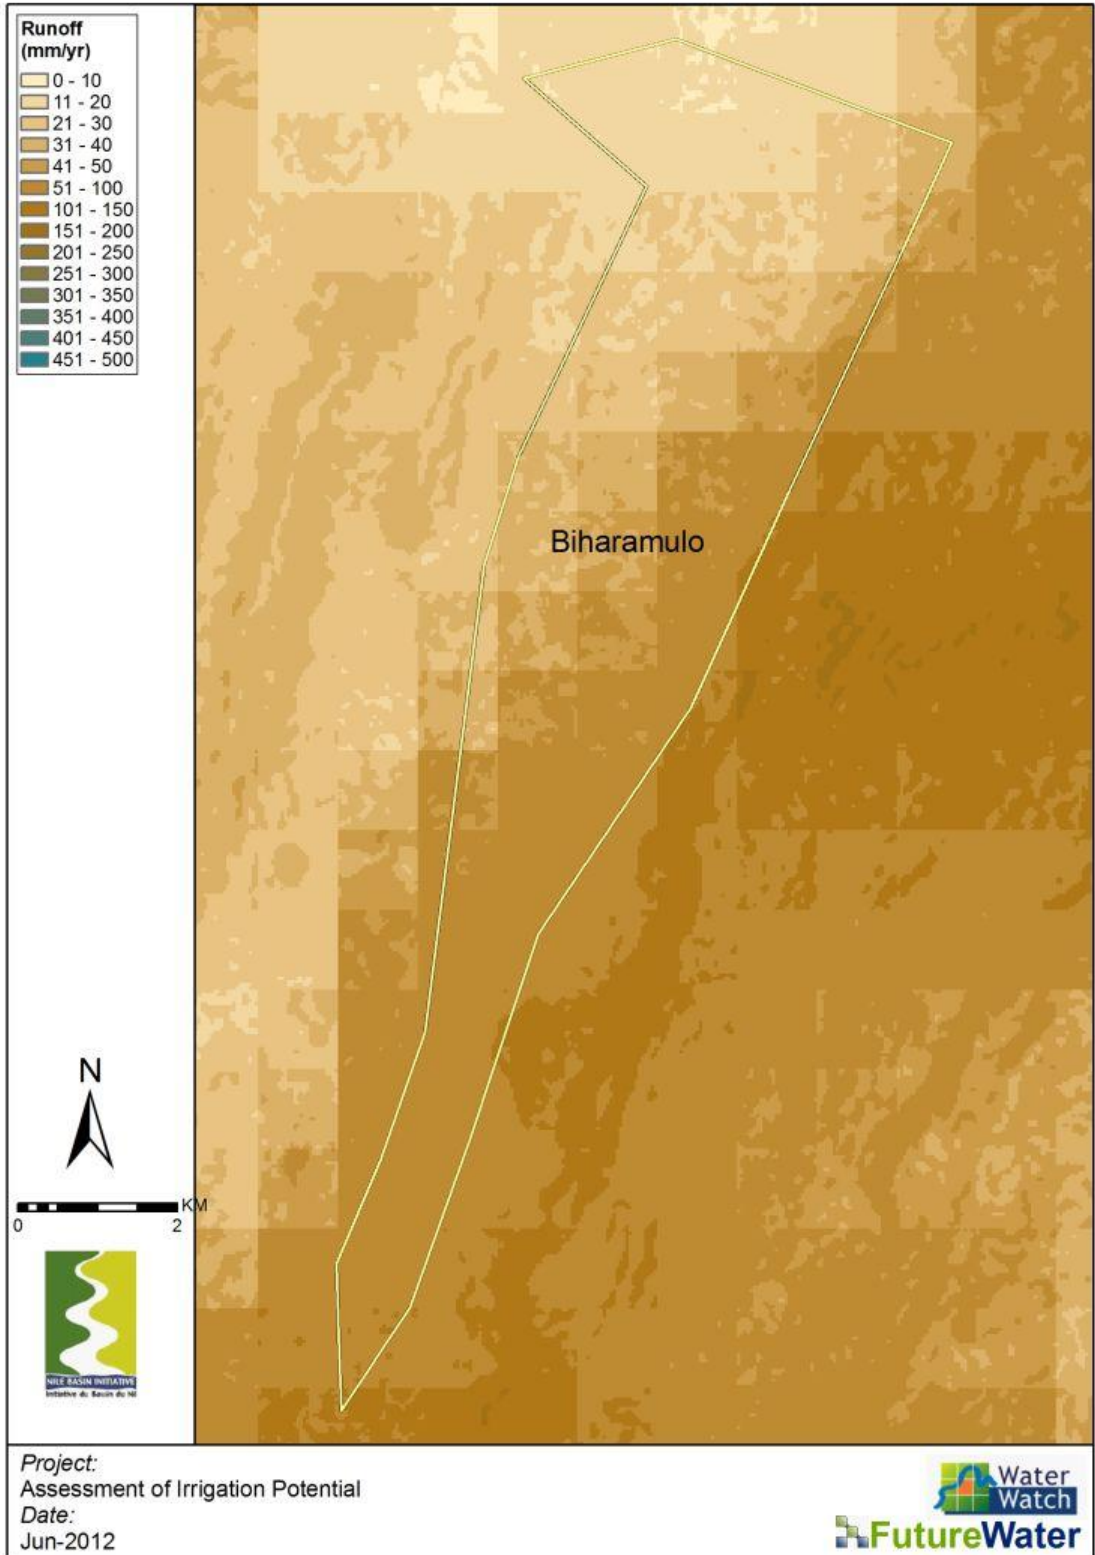 Runoff
(mm/yr)
0 - 10
11 - 20
21 - 30
31 - 40
41 - 50
51 - 100
101 - 150
151 - 200
201 - 250
251 - 300
301 - 350
351 - 400
401 - 450
451 - 500
Biharamulo
N
KM
0 2
NILE BASIN INITIATIVE
Initiative du Bassin du Nil
Project:
Assessment of Irrigation Potential
Date:
Jun-2012
Water
Watch
FutureWater